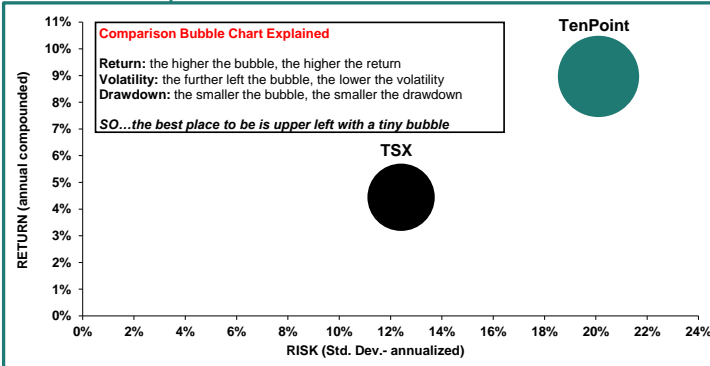 Comparison Bubble Chart Explained
Return: the higher the bubble, the higher the return
Volatility: the further left the bubble, the lower the volatility
Drawdown: the smaller the bubble, the smaller the drawdown
SO…the best place to be is upper left with a tiny bubble
TenPoint
TSX
RETURN (annual compounded)
11%
10%
9%
8%
7%
6%
5%
4%
3%
2%
1%
0%
0% 2% 4% 6% 8% 10% 12% 14% 16% 18% 20% 22% 24%
RISK (Std. Dev.- annualized)